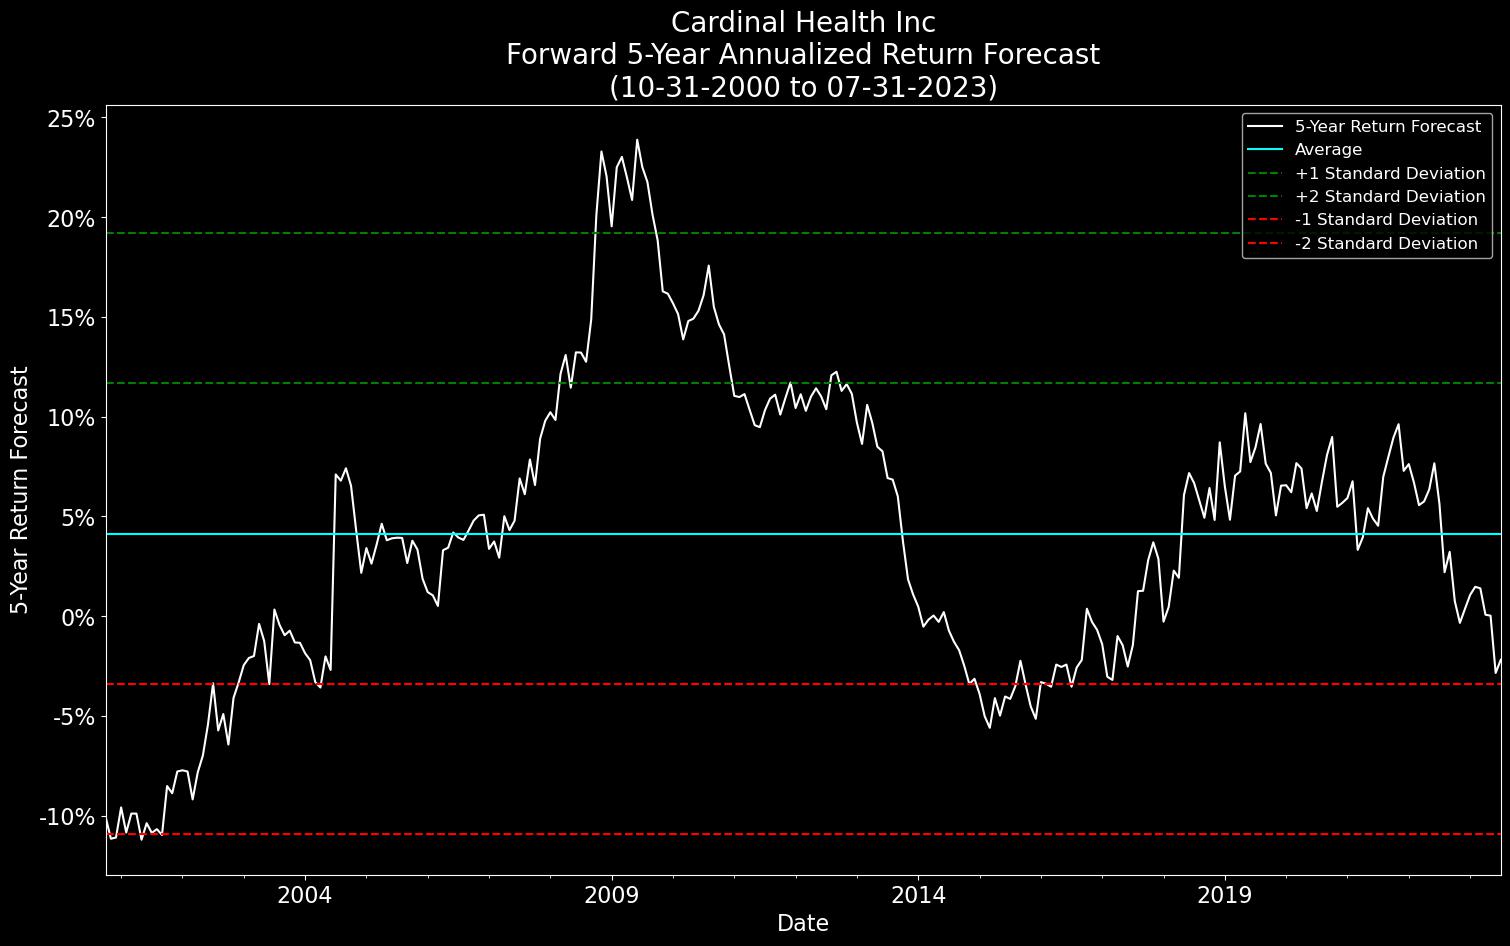 Cardinal Health Inc
Forward 5-Year Annualized Return Forecast
(10-31-2000 to 07-31-2023)
25%
20%
15%
10%
5%
0%
-5%
-10%
5-Year Return Forecast
5-Year Return Forecast
Average
+1 Standard Deviation
+2 Standard Deviation
-1 Standard Deviation
-2 Standard Deviation
2004
2009
2014
2019
Date